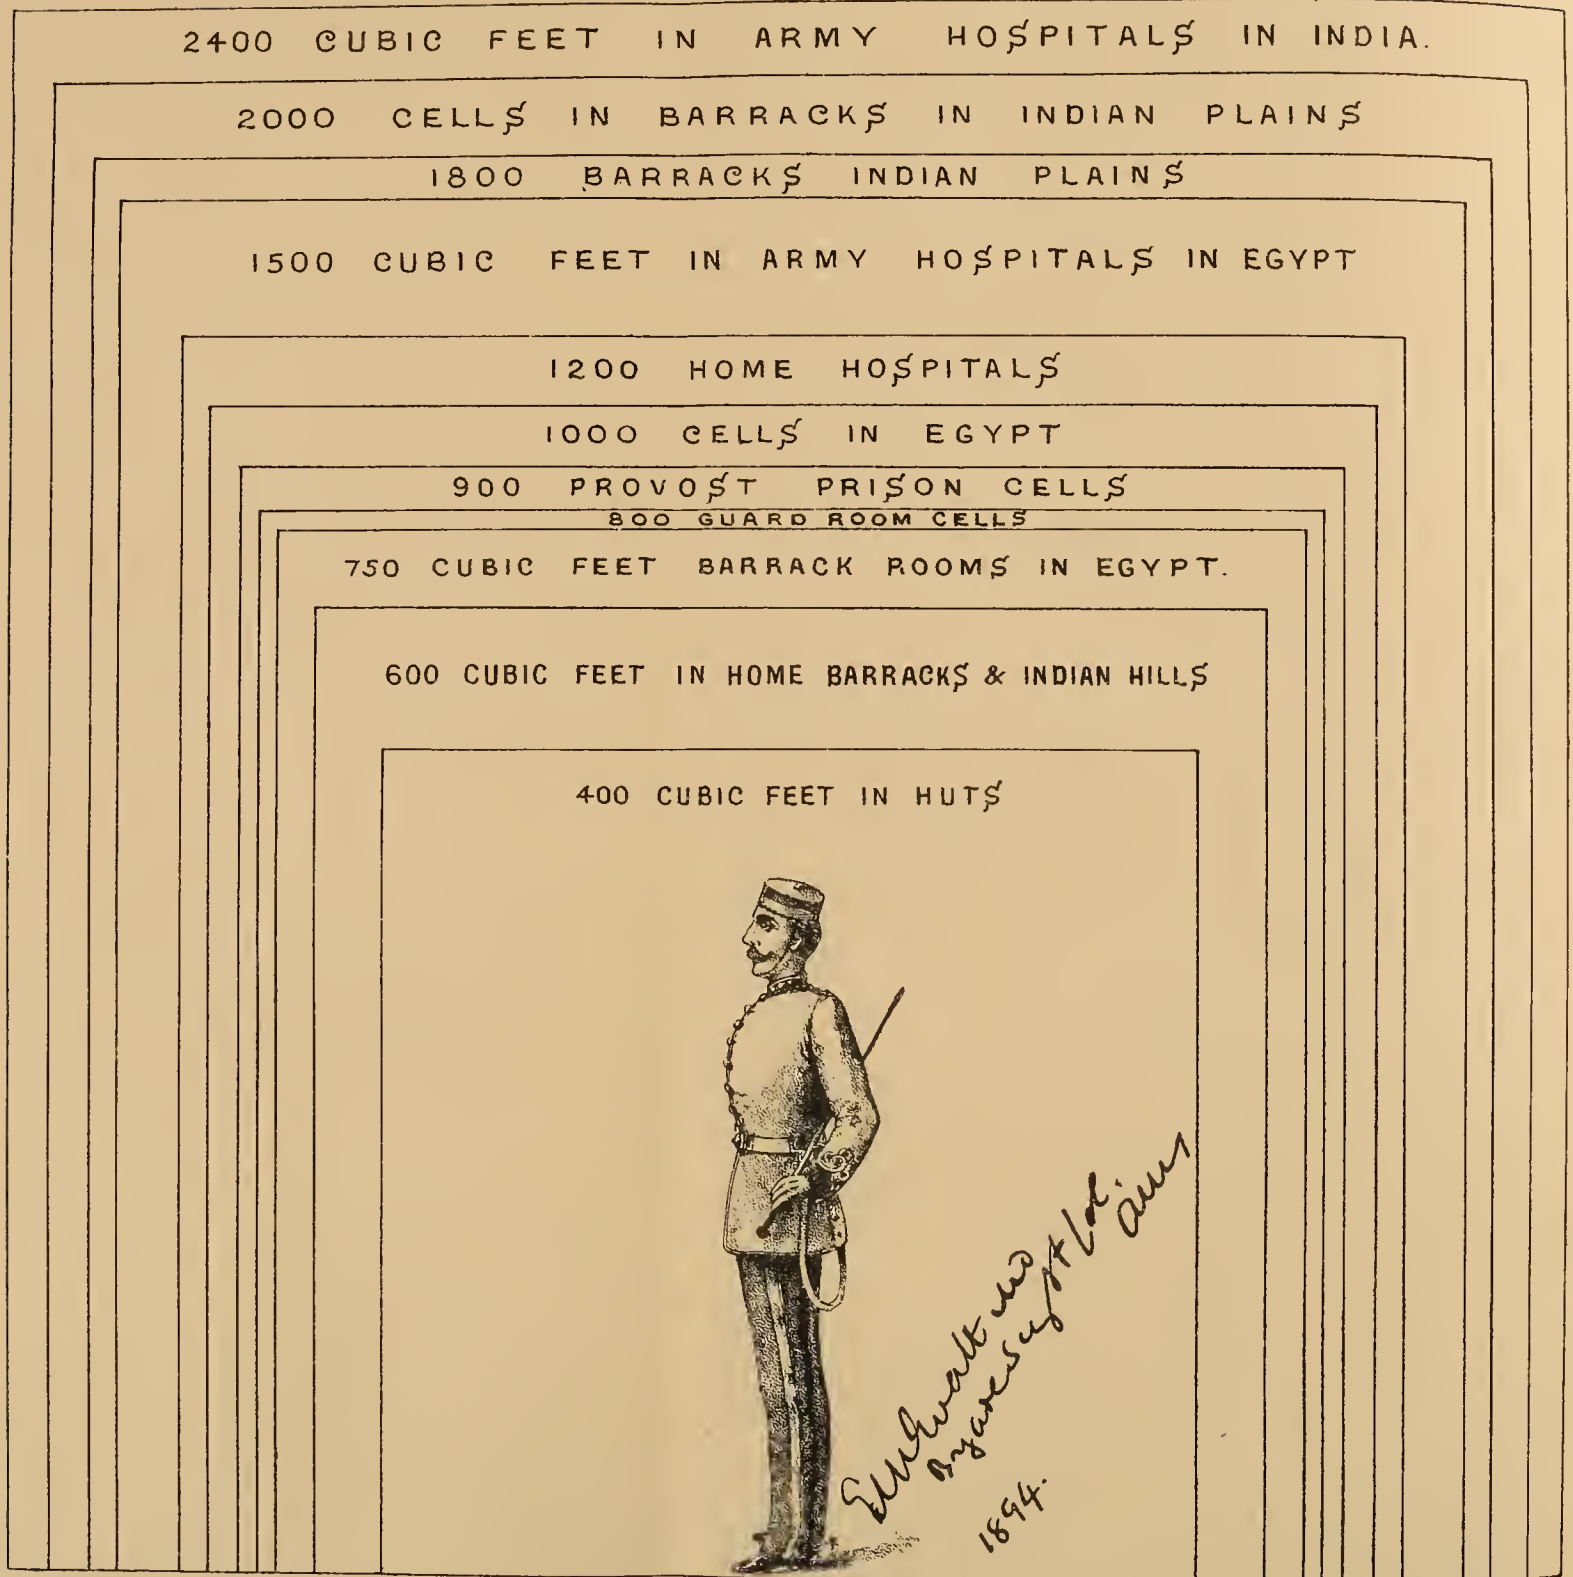 2400 CUBIC FEET IN ARMY HOSPITALS IN INDIA.
2000 CELLS IN BARRACKS IN INDIAN PLAINS
1800 BARRACKS INDIAN PLAINS
1500 CUBIC FEET IN ARMY HOSPITALS IN EGYPT
1200 HOME HOSPITALS
1000 CELLS IN EGYPT
900 PROVOST PRISON CELLS
800 GUARD ROOM CELLS
750 CUBIC FEET BARRACK ROOMS IN EGYPT.
600 CUBIC FEET IN HOME BARRACKS & INDIAN HILLS
400 CUBIC FEET IN HUTS
1894.